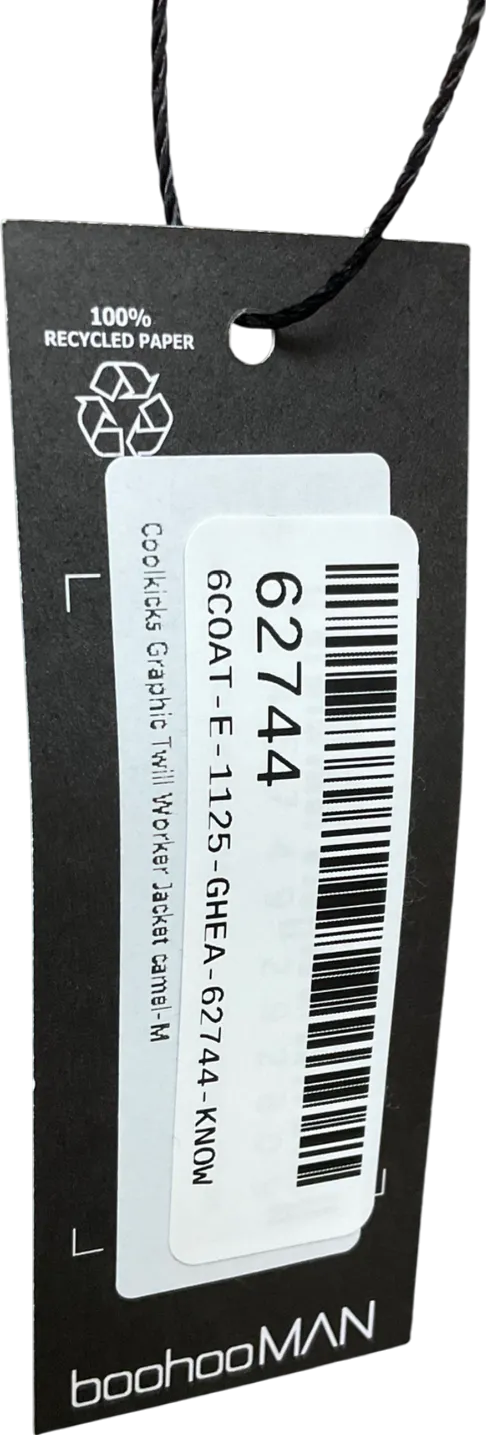 100%
RECYCLED PAPER
62744
6COAT-E-1125-GHEA-62744-KNOW
Coolkicks Graphic Twill Worker Jacket camel-M
boohooMAN